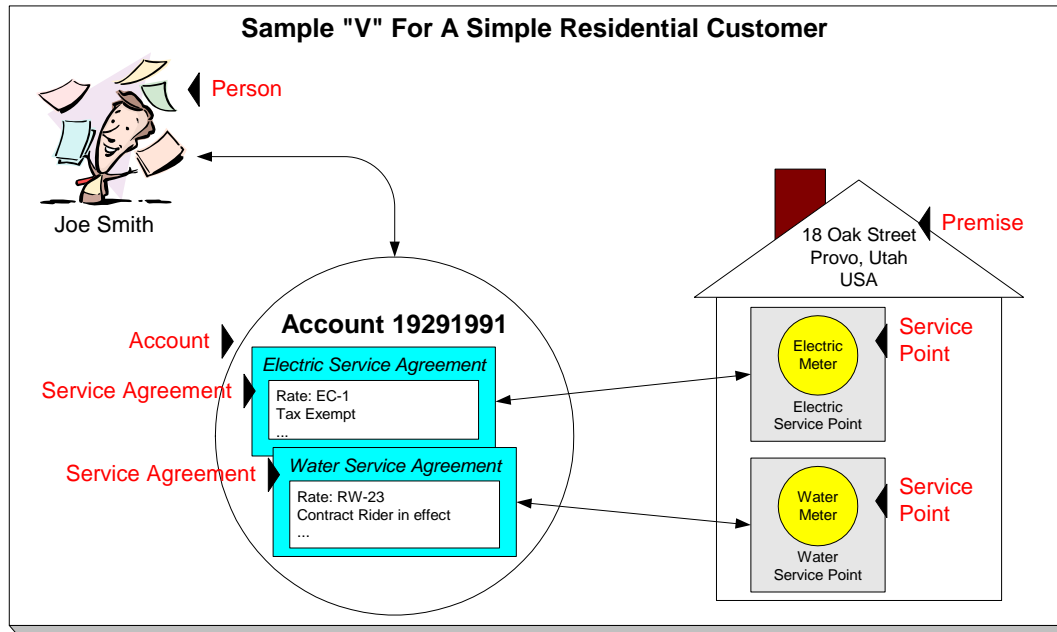 Sample "V" For A Simple Residential Customer
Person
Joe Smith
Premise
18 Oak Street
Provo, Utah
USA
Account
Account 19291991
Service Agreement
Electric Service Agreement
Rate: EC-1
Tax Exempt
...
Service Agreement
Water Service Agreement
Rate: RW-23
Contract Rider in effect
...
Electric
Meter
Electric
Service Point
Service
Point
Water
Meter
Water
Service Point
Service
Point